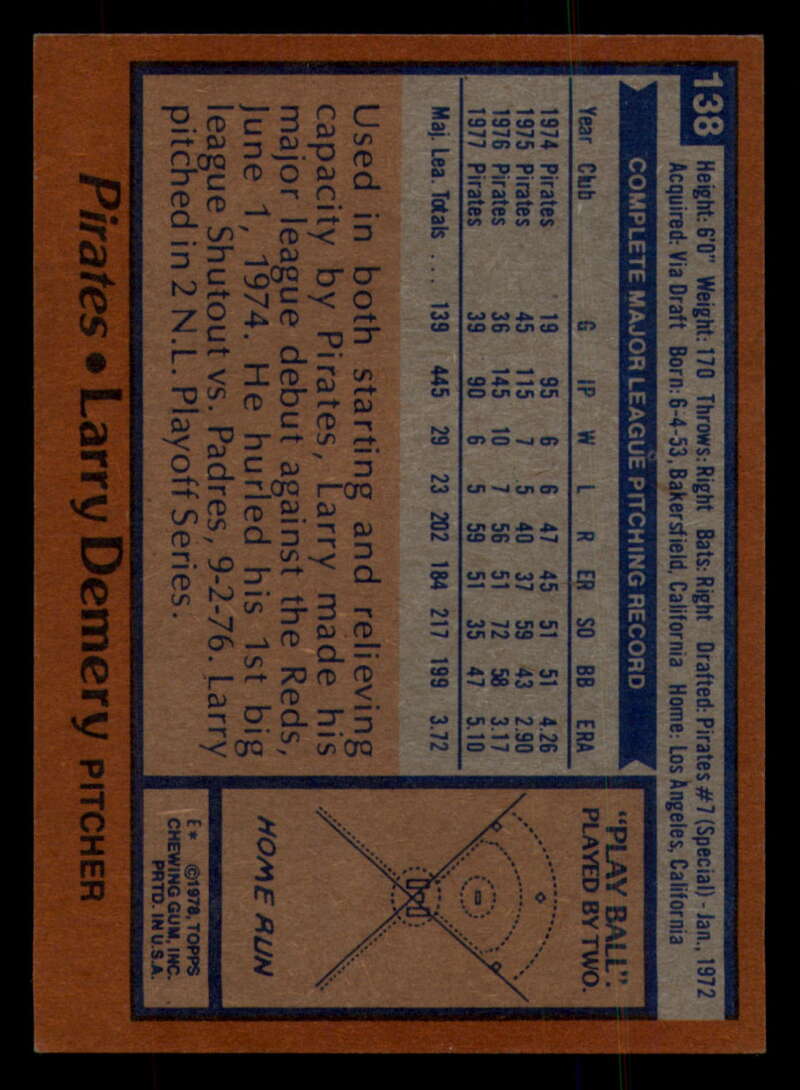 138
Height: 6'0" Weight: 170 Throws: Right Bats: Right Drafted: Pirates #7 (Special) - Jan., 1972
Acquired: Via Draft Born: 6-4-53, Bakersfield, California Home: Los Angeles, California
COMPLETE MAJOR LEAGUE PITCHING RECORD
Year Club G IP W L R ER SO BB ERA
1974 Pirates 19 95 6 6 47 45 51 51 4.26
1975 Pirates 45 115 7 5 40 37 59 43 2.90
1976 Pirates 36 145 10 7 56 51 72 58 3.17
1977 Pirates 39 90 6 5 59 51 35 47 5.10
Maj. Lea. Totals ... 139 445 29 23 202 184 217 199 3.72
Used in both starting and relieving
capacity by Pirates, Larry made his
major league debut against the Reds,
June 1, 1974. He hurled his 1st big
league Shutout vs. Padres, 9-2-76. Larry
pitched in 2 N.L. Playoff Series.
"PLAY BALL":
PLAYED BY TWO.
HOME RUN
E* ©1978, TOPPS
CHEWING GUM, INC.
PRTD. IN U.S.A.
Pirates • Larry Demery PITCHER